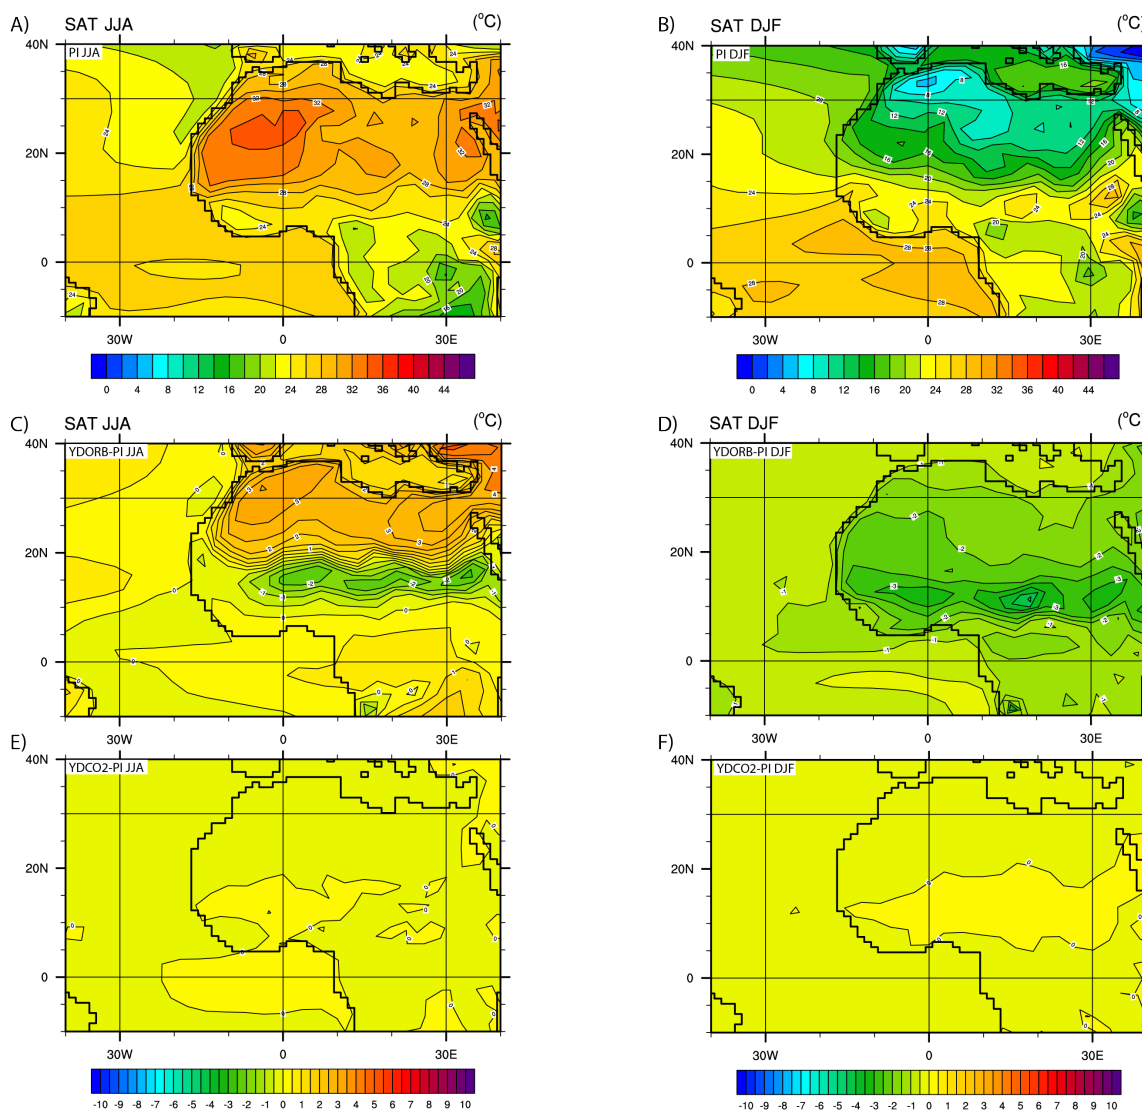 A) SAT JJA (°C)
PI JJA
40N
20N
0
30W 0 30E
0 4 8 12 16 20 24 28 32 36 40 44
B) SAT DJF (°C)
PI DJF
40N
20N
0
30W 0 30E
0 4 8 12 16 20 24 28 32 36 40 44
C) SAT JJA (°C)
YDORB-PI JJA
40N
20N
0
30W 0 30E
D) SAT DJF (°C)
YDORB-PI DJF
40N
20N
0
30W 0 30E
E)
YDCO2-PI JJA
40N
20N
0
30W 0 30E
-10 -9 -8 -7 -6 -5 -4 -3 -2 -1 0 1 2 3 4 5 6 7 8 9 10
F)
YDCO2-PI DJF
40N
20N
0
30W 0 30E
-10 -9 -8 -7 -6 -5 -4 -3 -2 -1 0 1 2 3 4 5 6 7 8 9 10